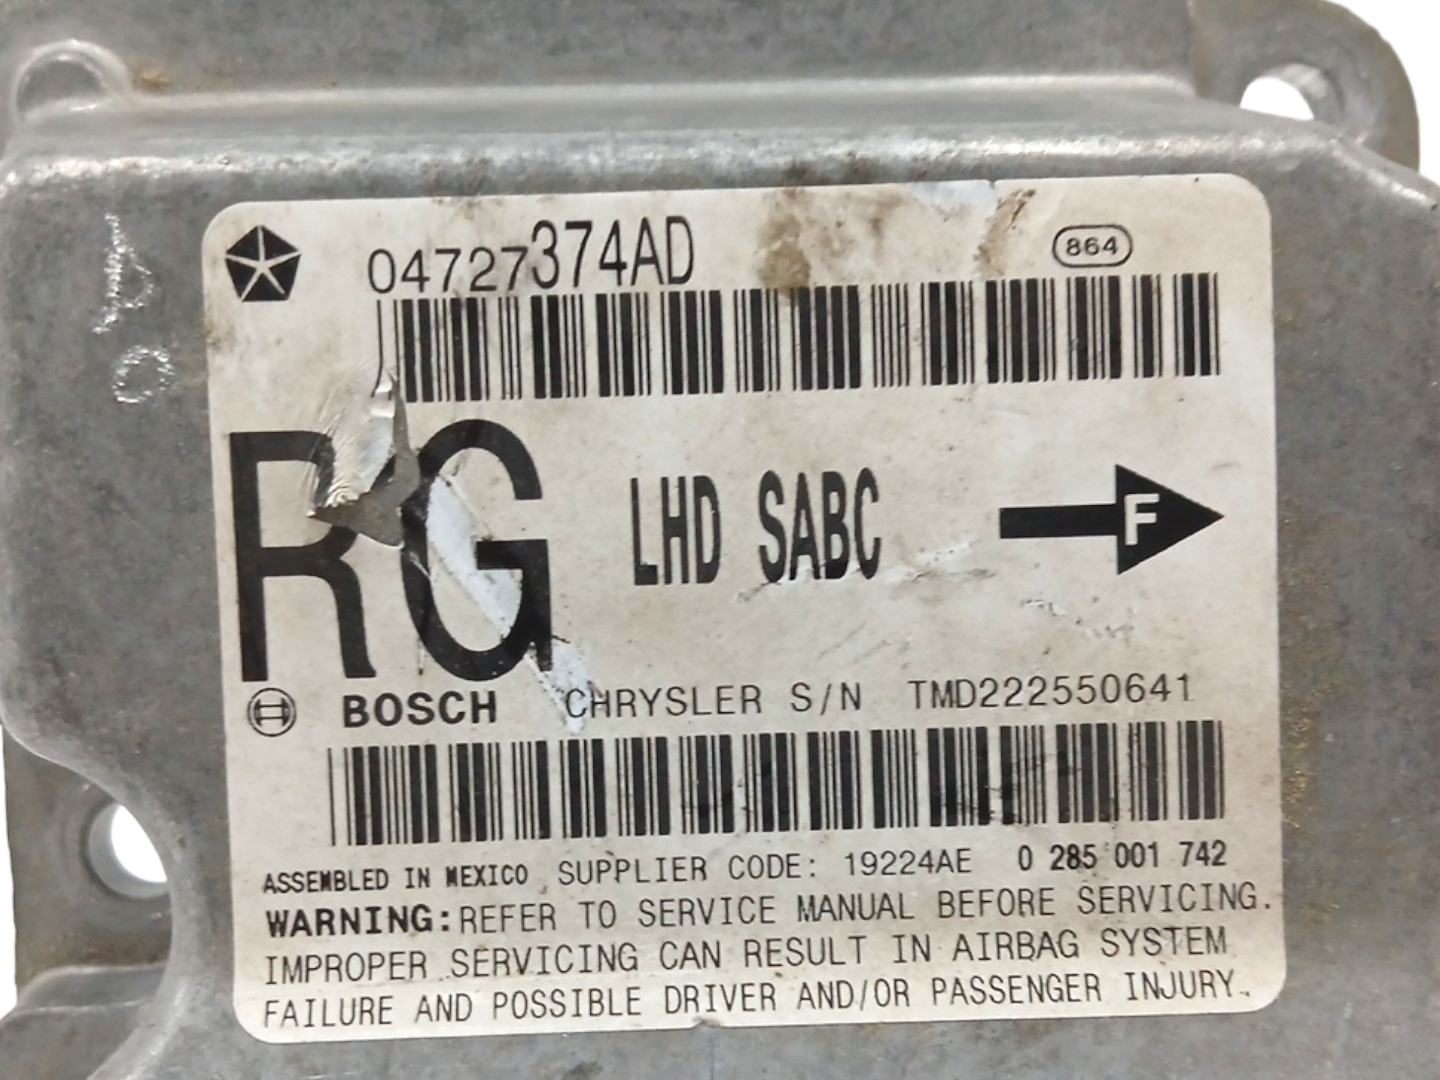 04727374AD 864
RG LHD SABC F
BOSCH CHRYSLER S/N TMD222550641
ASSEMBLED IN MEXICO SUPPLIER CODE: 19224AE 0 285 001 742
WARNING: REFER TO SERVICE MANUAL BEFORE SERVICING.
IMPROPER SERVICING CAN RESULT IN AIRBAG SYSTEM
FAILURE AND POSSIBLE DRIVER AND/OR PASSENGER INJURY.